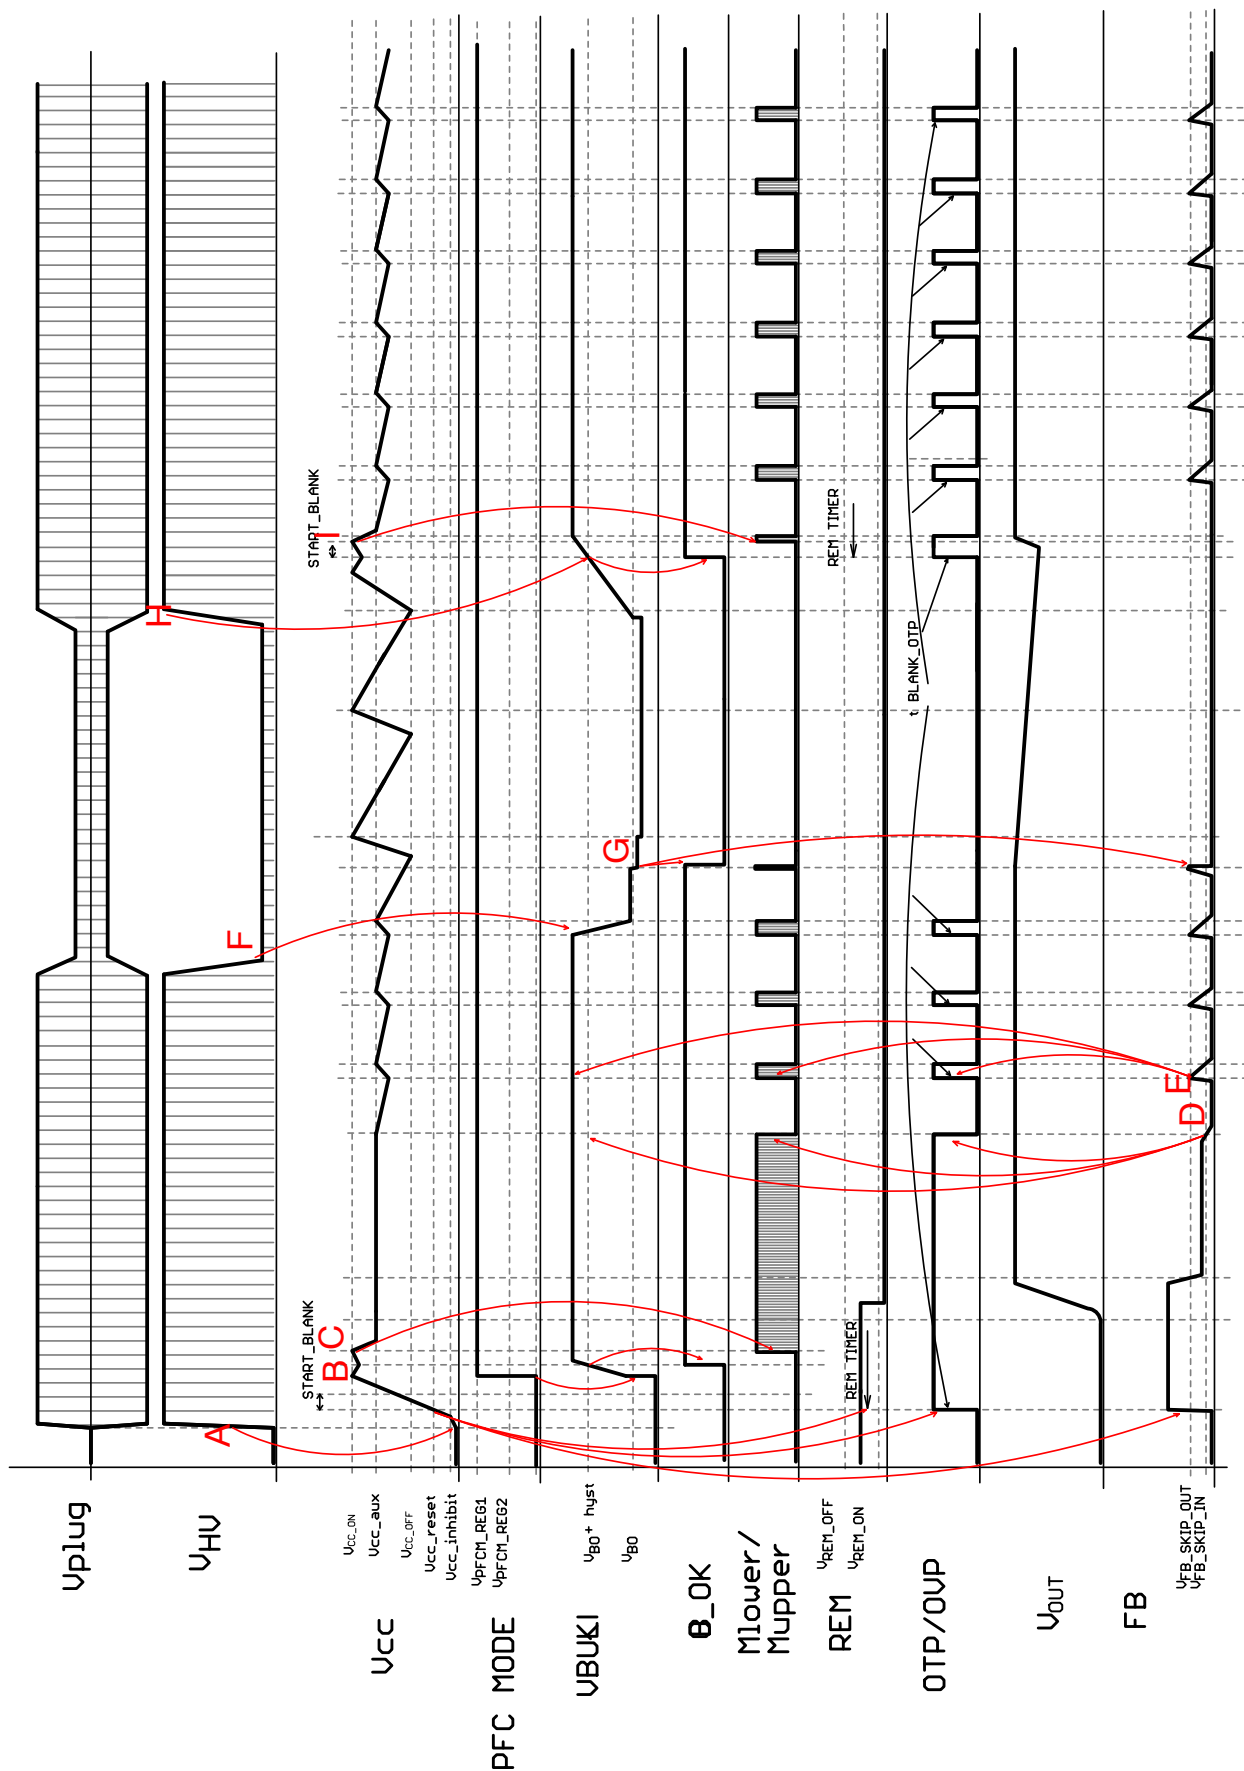 Vplug
VHV
Vcc
VCC_ON
Vcc_aux
VCC_OFF
Vcc_reset
Vcc_inhibit
PFC MODE
VPFCM_REG1
VPFCM_REG2
VBULK
VBO+ hyst
VBO
B_OK
Mlower/
Mupper
REM
VREM_OFF
VREM_ON
OTP/OVP
VOUT
FB
VFB_SKIP_OUT
VFB_SKIP_IN
START_BLANK
START_BLANK
REM TIMER
REM TIMER
t BLANK_OTP
A
B
C
D
E
F
G
H
I